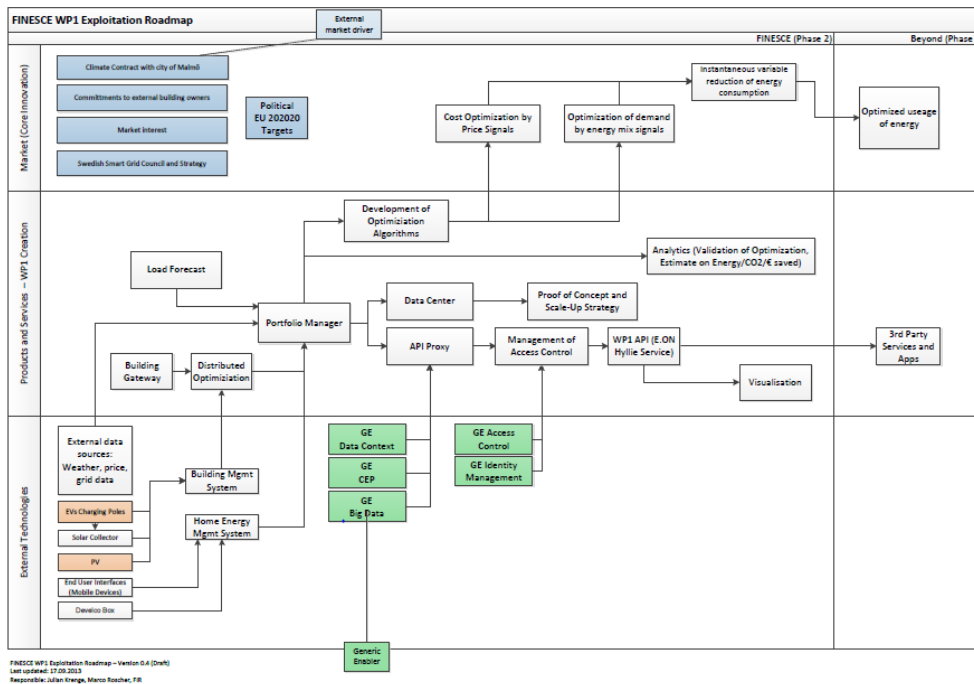 FINESCE WP1 Exploitation Roadmap
External
market driver
FINESCE (Phase 2)
Beyond (Phase
Market (Core Innovation)
Climate Contract with city of Malmö
Committments to external building owners
Market interest
Swedish Smart Grid Council and Strategy
Political
EU 202020
Targets
Cost Optimization by
Price Signals
Optimization of demand
by energy mix signals
Instantaneous variable
reduction of energy
consumption
Optimized useage
of energy
Products and Services – WP1 Creation
Development of
Optimiziation
Algorithms
Load Forecast
Analytics (Validation of Optimization,
Estimate on Energy/CO2/€ saved)
Portfolio Manager
Data Center
Proof of Concept and
Scale-Up Strategy
API Proxy
Management of
Access Control
WP1 API (E.ON
Hyllie Service)
3rd Party
Services and
Apps
Building
Gateway
Distributed
Optimiziation
Visualisation
External Technologies
External data
sources:
Weather, price,
grid data
EVs Charging Poles
Solar Collector
PV
End User Interfaces
(Mobile Devices)
Develco Box
Building Mgmt
System
Home Energy
Mgmt System
GE
Data Context
GE
CEP
GE
Big Data
GE Access
Control
GE Identity
Management
Generic
Enabler
FINESCE WP1 Exploitation Roadmap – Version 0.4 (Draft)
Last updated: 17.09.2013
Responsible: Julian Krenge, Marco Roscher, FIR